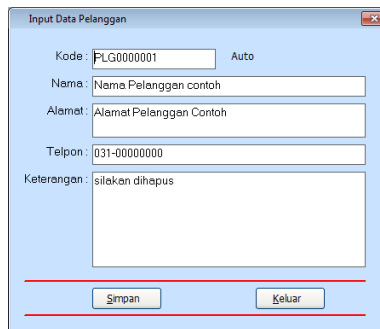 Input Data Pelanggan
Kode : PLG0000001 Auto
Nama : Nama Pelanggan contoh
Alamat : Alamat Pelanggan Contoh
Telpon : 031-00000000
Keterangan : silakan dihapus
Simpan Keluar